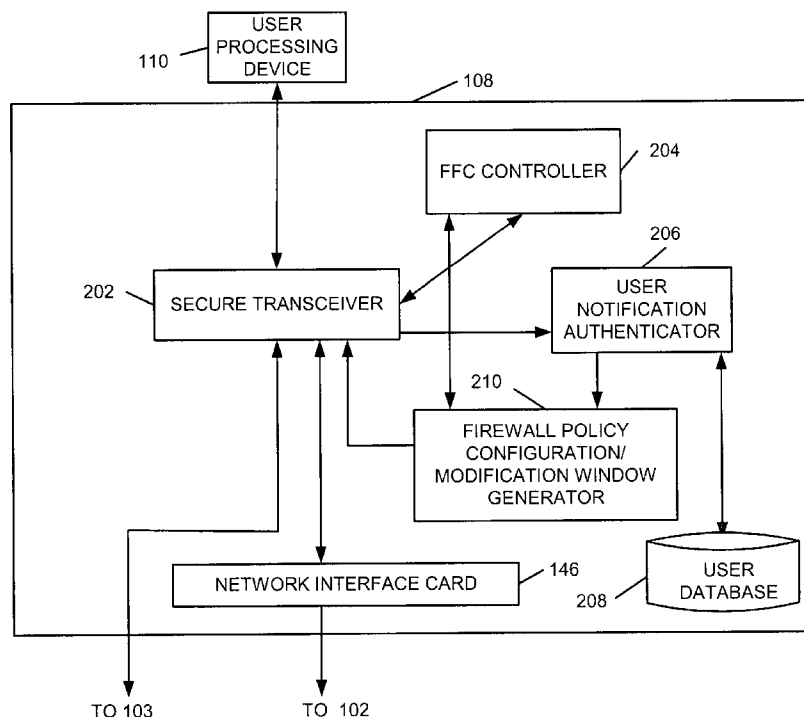 USER
PROCESSING
DEVICE
110
108
FFC CONTROLLER
204
206
202
SECURE TRANSCEIVER
USER
NOTIFICATION
AUTHENTICATOR
210
FIREWALL POLICY
CONFIGURATION/
MODIFICATION WINDOW
GENERATOR
NETWORK INTERFACE CARD
146
USER
DATABASE
208
TO 103
TO 102